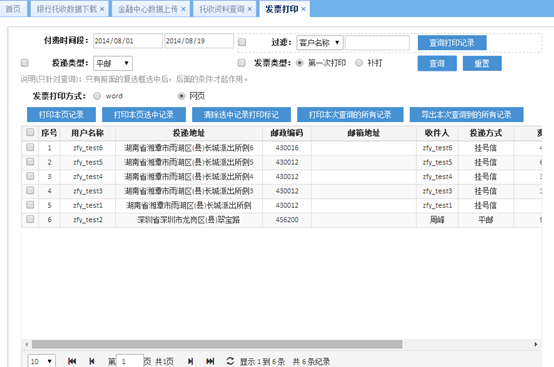 首页 银行托收数据下载 × 金融中心数据上传 × 托收资料查询 × 发票打印 ×
付费时间段: 2014/08/01 2014/08/19 过滤: 客户名称 查询打印记录
投递类型: 平邮 发票类型: 第一次打印 补打 查询 重置
说明(只针对查询): 只有前面的复选框选中后, 后面的条件才起作用。
发票打印方式: word 网页
打印本页记录 打印本页选中记录 清除选中记录打印标记 打印本次查询的所有记录 导出本次查询到的所有记录
序号 用户名称 投递地址 邮政编码 邮箱地址 收件人 投递方式
1 zfy_test6 湖南省湘潭市雨湖区(县)长城派出所侧6 430016 zfy_test6 挂号信
2 zfy_test5 湖南省湘潭市雨湖区(县)长城派出所侧5 430012 zfy_test5 挂号信
3 zfy_test4 湖南省湘潭市雨湖区(县)长城派出所侧4 430012 zfy_test4 挂号信
4 zfy_test3 湖南省湘潭市雨湖区(县)长城派出所侧3 430012 zfy_test3 挂号信
5 zfy_test1 湖南省湘潭市雨湖区(县)长城派出所侧 430012 zfy_test1 挂号信
6 zfy_test2 深圳省深圳市龙岗区(县)翠宝路 456200 周峰 平邮
10 第 1 页 共1页 显示 1 到 6 条 共 6 条纪录